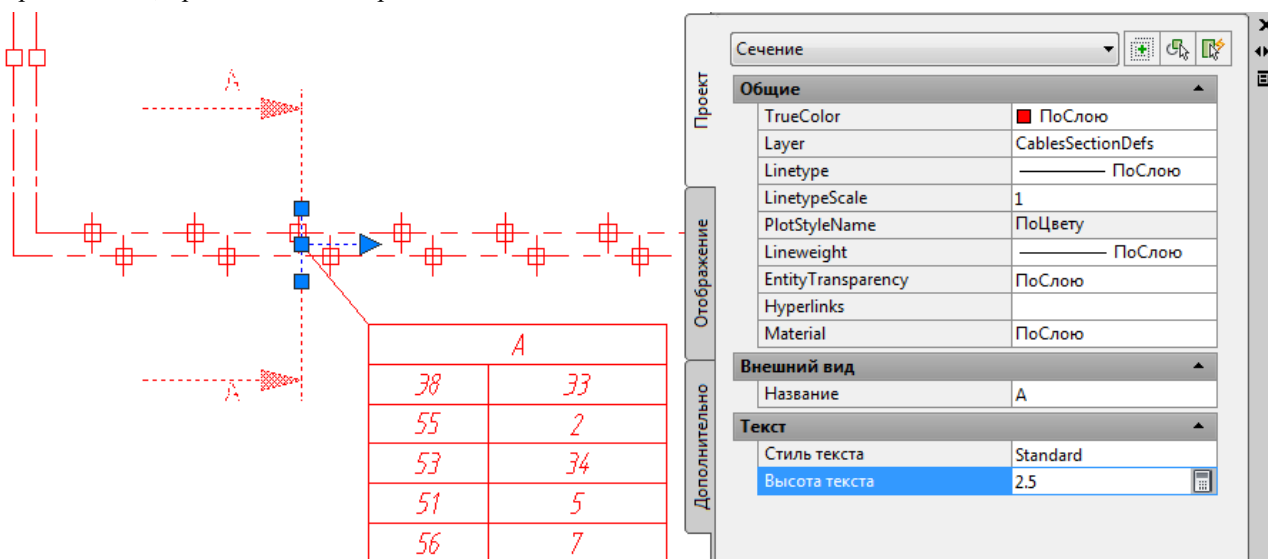 А
А
А
38 33
55 2
53 34
51 5
56 7
Проект
Отображение
Дополнительно
Сечение
Общие
TrueColor ПоСлою
Layer CablesSectionDefs
Linetype ПоСлою
LinetypeScale 1
PlotStyleName ПоЦвету
Lineweight ПоСлою
EntityTransparency ПоСлою
Hyperlinks
Material ПоСлою
Внешний вид
Название А
Текст
Стиль текста Standard
Высота текста 2.5